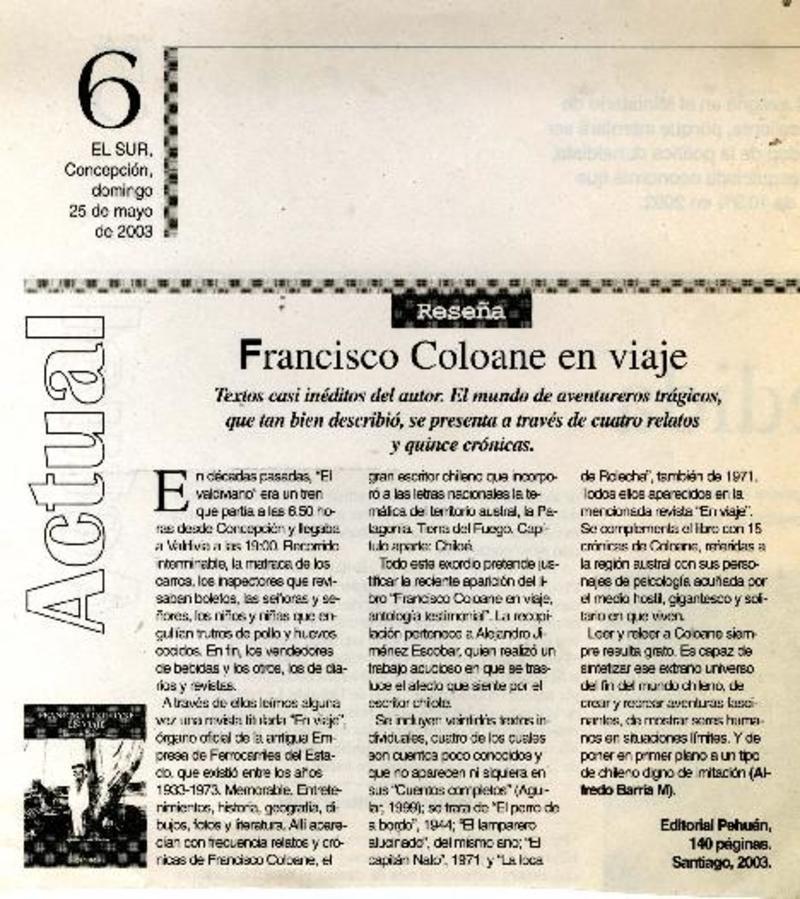 6
EL SUR,
Concepción,
domingo
25 de mayo
de 2003
Actual
Reseña
Francisco Coloane en viaje
Textos casi inéditos del autor. El mundo de aventureros trágicos,
que tan bien describió, se presenta a través de cuatro relatos
y quince crónicas.
En décadas pasadas, "El
valdiviano" era un tren
que partía a las 6.50 ho-
ras desde Concepción y llegaba
a Valdivia a las 19:00. Recorrido
interminable, la matraca de los
carros, los inspectores que revi-
saban boletos, las señoras y se-
ñores, los niños y niñas que en-
gullían trutros de pollo y huevos
cocidos. En fin, los vendedores
de bebidas y los otros, los de dia-
rios y revistas.
A través de ellos leímos alguna
vez una revista titulada "En viaje",
órgano oficial de la antigua Em-
presa de Ferrocarriles del Esta-
do, que existió entre los años
1933-1973. Memorable. Entrete-
nimientos, historia, geografía, di-
bujos, fotos y literatura. Allí apare-
cían con frecuencia relatos y cró-
nicas de Francisco Coloane, el
gran escritor chileno que incorpo-
ró a las letras nacionales la te-
mática del territorio austral, la Pa-
tagonia, Tierra del Fuego. Capí-
tulo aparte: Chiloé.
Todo este exordio pretende jus-
tificar la reciente aparición del li-
bro "Francisco Coloane en viaje,
antología testimonial". La recopi-
lación pertenece a Alejandro Ji-
ménez Escobar, quien realizó un
trabajo acucioso en que se tras-
luce el afecto que siente por el
escritor chilote.
Se incluyen veintidós textos in-
dividuales, cuatro de los cuales
son cuentos poco conocidos y
que no aparecen ni siquiera en
sus "Cuentos completos" (Agui-
lar, 1999); se trata de "El perro de
a bordo", 1944; "El lamparero
alucinado", del mismo año; "El
capitán Nato", 1971 y "La loca
de Rolecha", también de 1971.
Todos ellos aparecidos en la
mencionada revista "En viaje".
Se complementa el libro con 15
crónicas de Coloane, referidas a
la región austral con sus perso-
najes de psicología acuñada por
el medio hostil, gigantesco y soli-
tario en que viven.
Leer y releer a Coloane siem-
pre resulta grato. Es capaz de
sintetizar ese extraño universo
del fin del mundo chileno, de
crear y recrear aventuras fasci-
nantes, de mostrar seres huma-
nos en situaciones límites. Y de
poner en primer plano a un tipo
de chileno digno de imitación (Al-
fredo Barría M).
Editorial Pehuén,
140 páginas.
Santiago, 2003.
FRANCISCO COLOANE
EN VIAJE